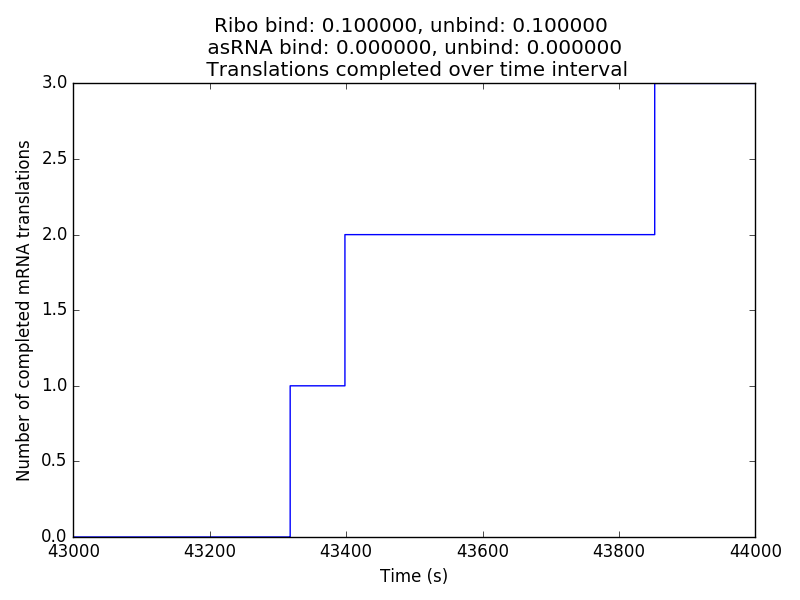 Ribo bind: 0.100000, unbind: 0.100000
asRNA bind: 0.000000, unbind: 0.000000
Translations completed over time interval
3.0
2.5
2.0
1.5
1.0
0.5
0.0
Number of completed mRNA translations
43000 43200 43400 43600 43800 44000
Time (s)